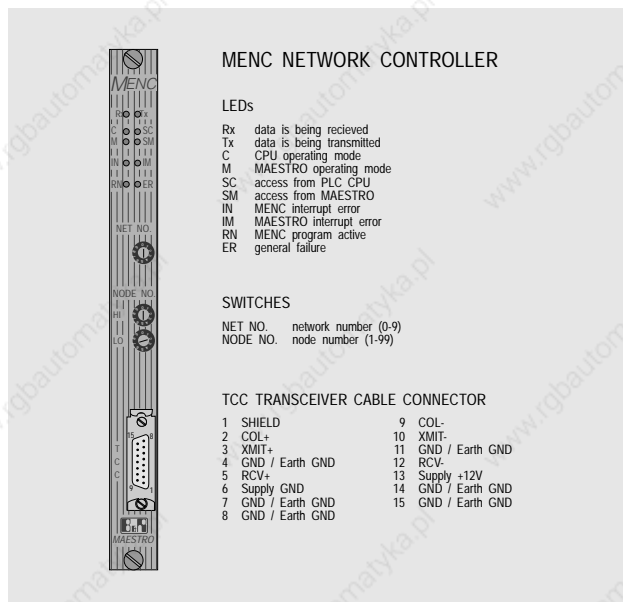 MENC
Rx Tx
C SC
M SM
IN IM
RN ER
NET NO.
NODE NO.
HI
LO
15 8
T
C
C
9 1
B&R
MAESTRO
MENC NETWORK CONTROLLER
LEDs
Rx data is being recieved
Tx data is being transmitted
C CPU operating mode
M MAESTRO operating mode
SC access from PLC CPU
SM access from MAESTRO
IN MENC interrupt error
IM MAESTRO interrupt error
RN MENC program active
ER general failure
SWITCHES
NET NO. network number (0-9)
NODE NO. node number (1-99)
TCC TRANSCEIVER CABLE CONNECTOR
1 SHIELD
2 COL+
3 XMIT+
4 GND / Earth GND
5 RCV+
6 Supply GND
7 GND / Earth GND
8 GND / Earth GND
9 COL-
10 XMIT-
11 GND / Earth GND
12 RCV-
13 Supply +12V
14 GND / Earth GND
15 GND / Earth GND
www.rgbautomatyka.pl